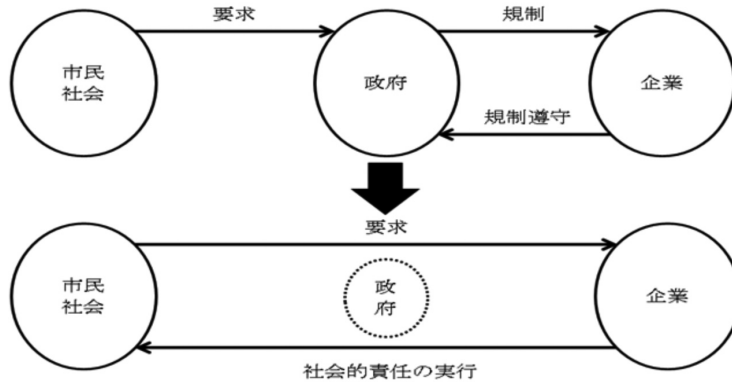 要求
規制
市民
社会
政府
企業
規制遵守
要求
市民
社会
政
府
企業
社会的責任の実行